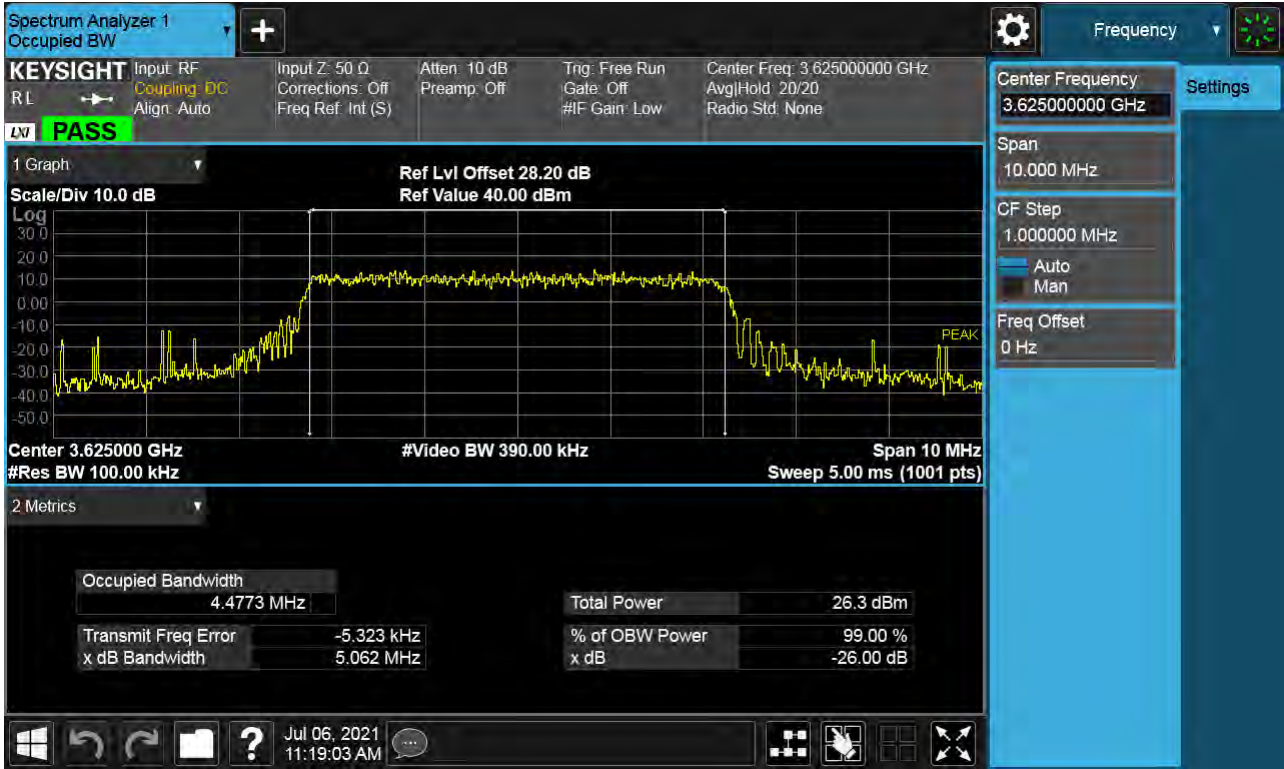 Spectrum Analyzer 1
Occupied BW
Frequency
KEYSIGHT
R L
LXI
PASS
Input: RF
Coupling: DC
Align: Auto
Input Z: 50 Ω
Corrections: Off
Freq Ref: Int (S)
Atten: 10 dB
Preamp: Off
Trig: Free Run
Gate: Off
#IF Gain: Low
Center Freq: 3.625000000 GHz
Avg|Hold: 20/20
Radio Std: None
Center Frequency
3.625000000 GHz
Settings
Span
10.000 MHz
CF Step
1.000000 MHz
Auto
Man
Freq Offset
0 Hz
1 Graph
Scale/Div 10.0 dB
Ref Lvl Offset 28.20 dB
Ref Value 40.00 dBm
Log
30.0
20.0
10.0
0.00
-10.0
-20.0
-30.0
-40.0
-50.0
PEAK
Center 3.625000 GHz
#Video BW 390.00 kHz
Span 10 MHz
#Res BW 100.00 kHz
Sweep 5.00 ms (1001 pts)
2 Metrics
Occupied Bandwidth
4.4773 MHz
Transmit Freq Error -5.323 kHz
x dB Bandwidth 5.062 MHz
Total Power 26.3 dBm
% of OBW Power 99.00 %
x dB -26.00 dB
?
Jul 06, 2021
11:19:03 AM